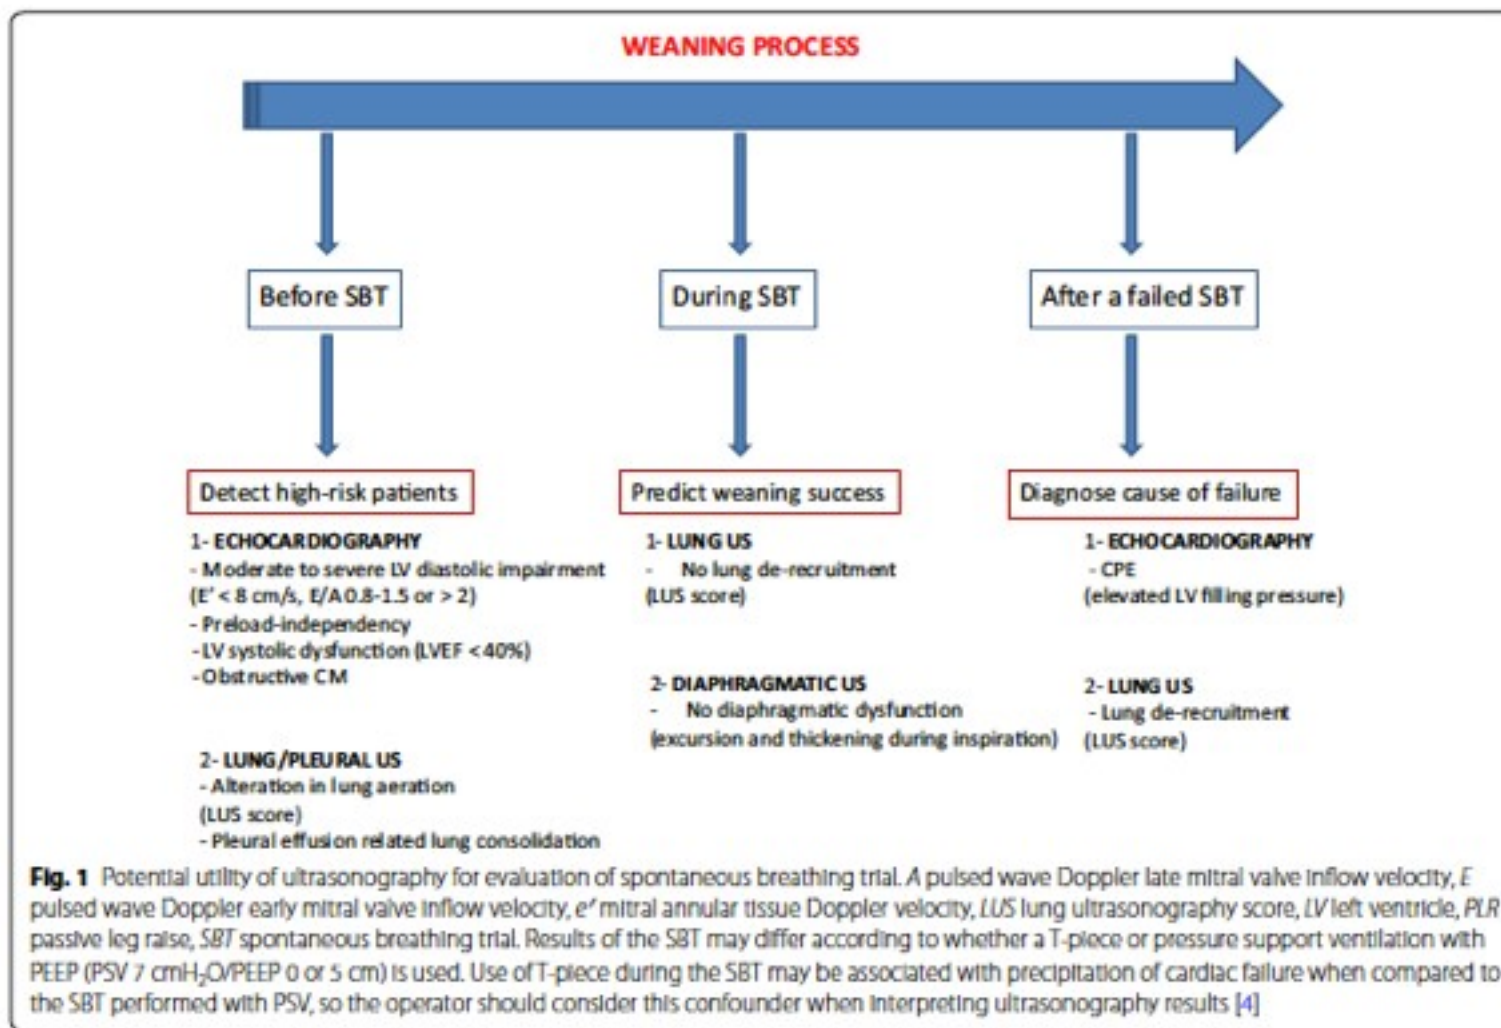 WEANING PROCESS
Before SBT
During SBT
After a failed SBT
Detect high-risk patients
1- ECHOCARDIOGRAPHY
- Moderate to severe LV diastolic impairment
(E' < 8 cm/s, E/A 0.8-1.5 or > 2)
- Preload-independency
- LV systolic dysfunction (LVEF < 40%)
- Obstructive CM
2- LUNG/PLEURAL US
- Alteration in lung aeration
(LUS score)
- Pleural effusion related lung consolidation
Predict weaning success
1- LUNG US
- No lung de-recruitment
(LUS score)
2- DIAPHRAGMATIC US
- No diaphragmatic dysfunction
(excursion and thickening during inspiration)
Diagnose cause of failure
1- ECHOCARDIOGRAPHY
- CPE
(elevated LV filling pressure)
2- LUNG US
- Lung de-recruitment
(LUS score)
Fig. 1 Potential utility of ultrasonography for evaluation of spontaneous breathing trial. A pulsed wave Doppler late mitral valve inflow velocity, E
pulsed wave Doppler early mitral valve inflow velocity, e' mitral annular tissue Doppler velocity, LUS lung ultrasonography score, LV left ventricle, PLR
passive leg raise, SBT spontaneous breathing trial. Results of the SBT may differ according to whether a T-piece or pressure support ventilation with
PEEP (PSV 7 cmH₂O/PEEP 0 or 5 cm) is used. Use of T-piece during the SBT may be associated with precipitation of cardiac failure when compared to
the SBT performed with PSV, so the operator should consider this confounder when interpreting ultrasonography results [4]